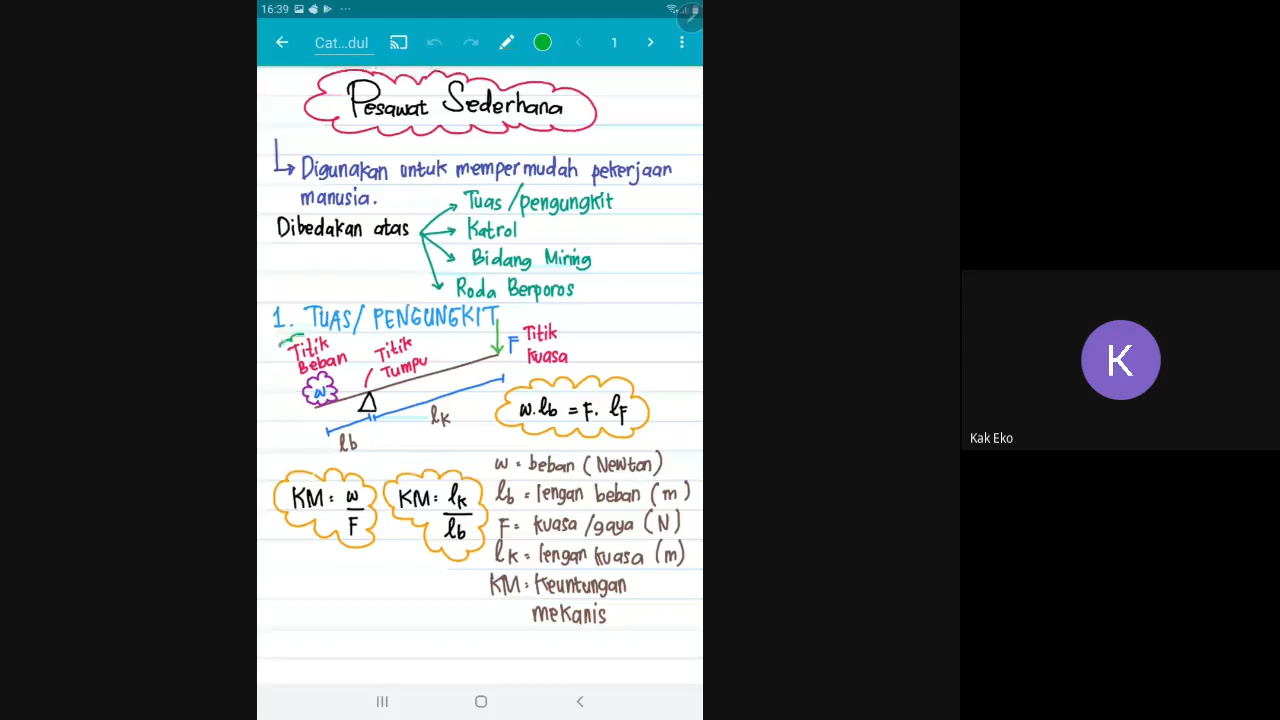 16:39
Cat...dul
1
Pesawat Sederhana
Digunakan untuk mempermudah pekerjaan
manusia.
Dibedakan atas
Tuas/pengungkit
Katrol
Bidang Miring
Roda Berporos
1. TUAS/PENGUNGKIT
Titik
Beban
Titik
Tumpu
F
Titik
Kuasa
w
lk
lb
w.lb = F. lF
KM = w/F
KM = lk/lb
w = beban (Newton)
lb = lengan beban (m)
F = kuasa/gaya (N)
lk = lengan kuasa (m)
KM = Keuntungan
mekanis
K
Kak Eko